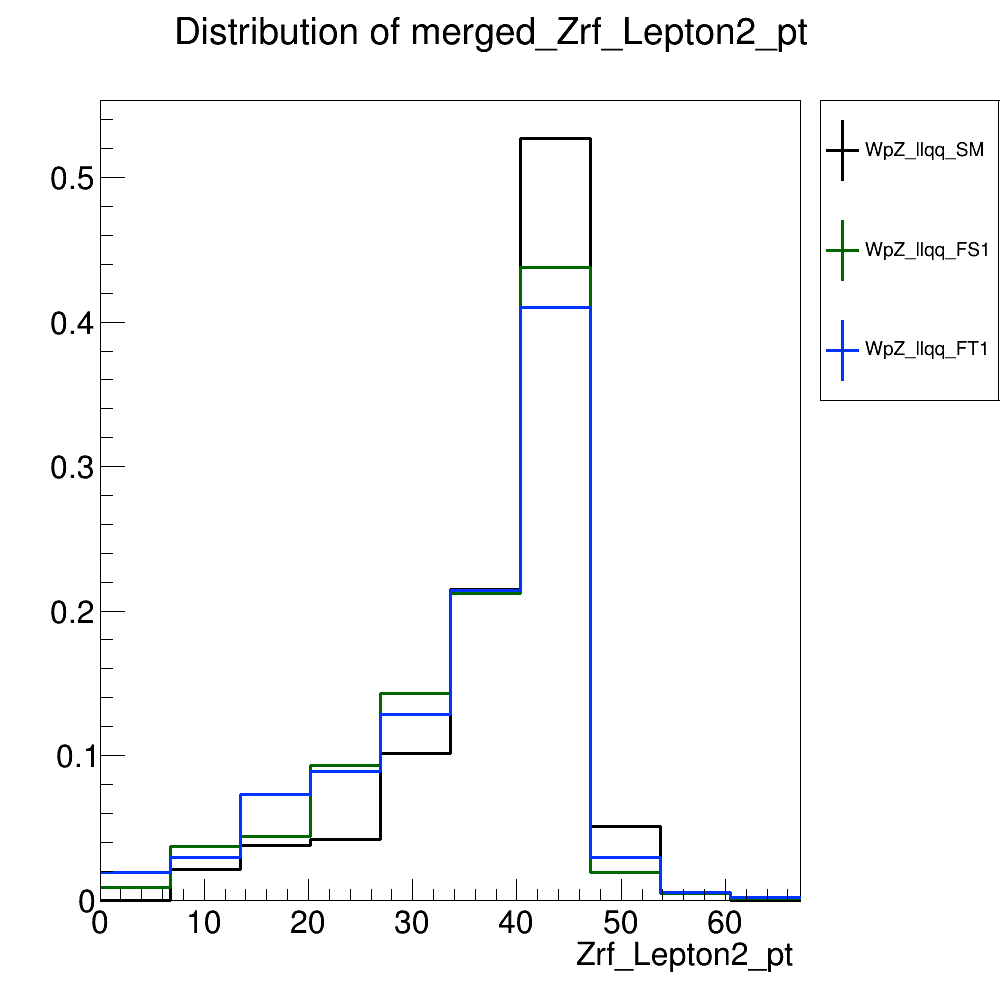 Distribution of merged_Zrf_Lepton2_pt
WpZ_llqq_SM
WpZ_llqq_FS1
WpZ_llqq_FT1
0.5
0.4
0.3
0.2
0.1
0
0 10 20 30 40 50 60
Zrf_Lepton2_pt